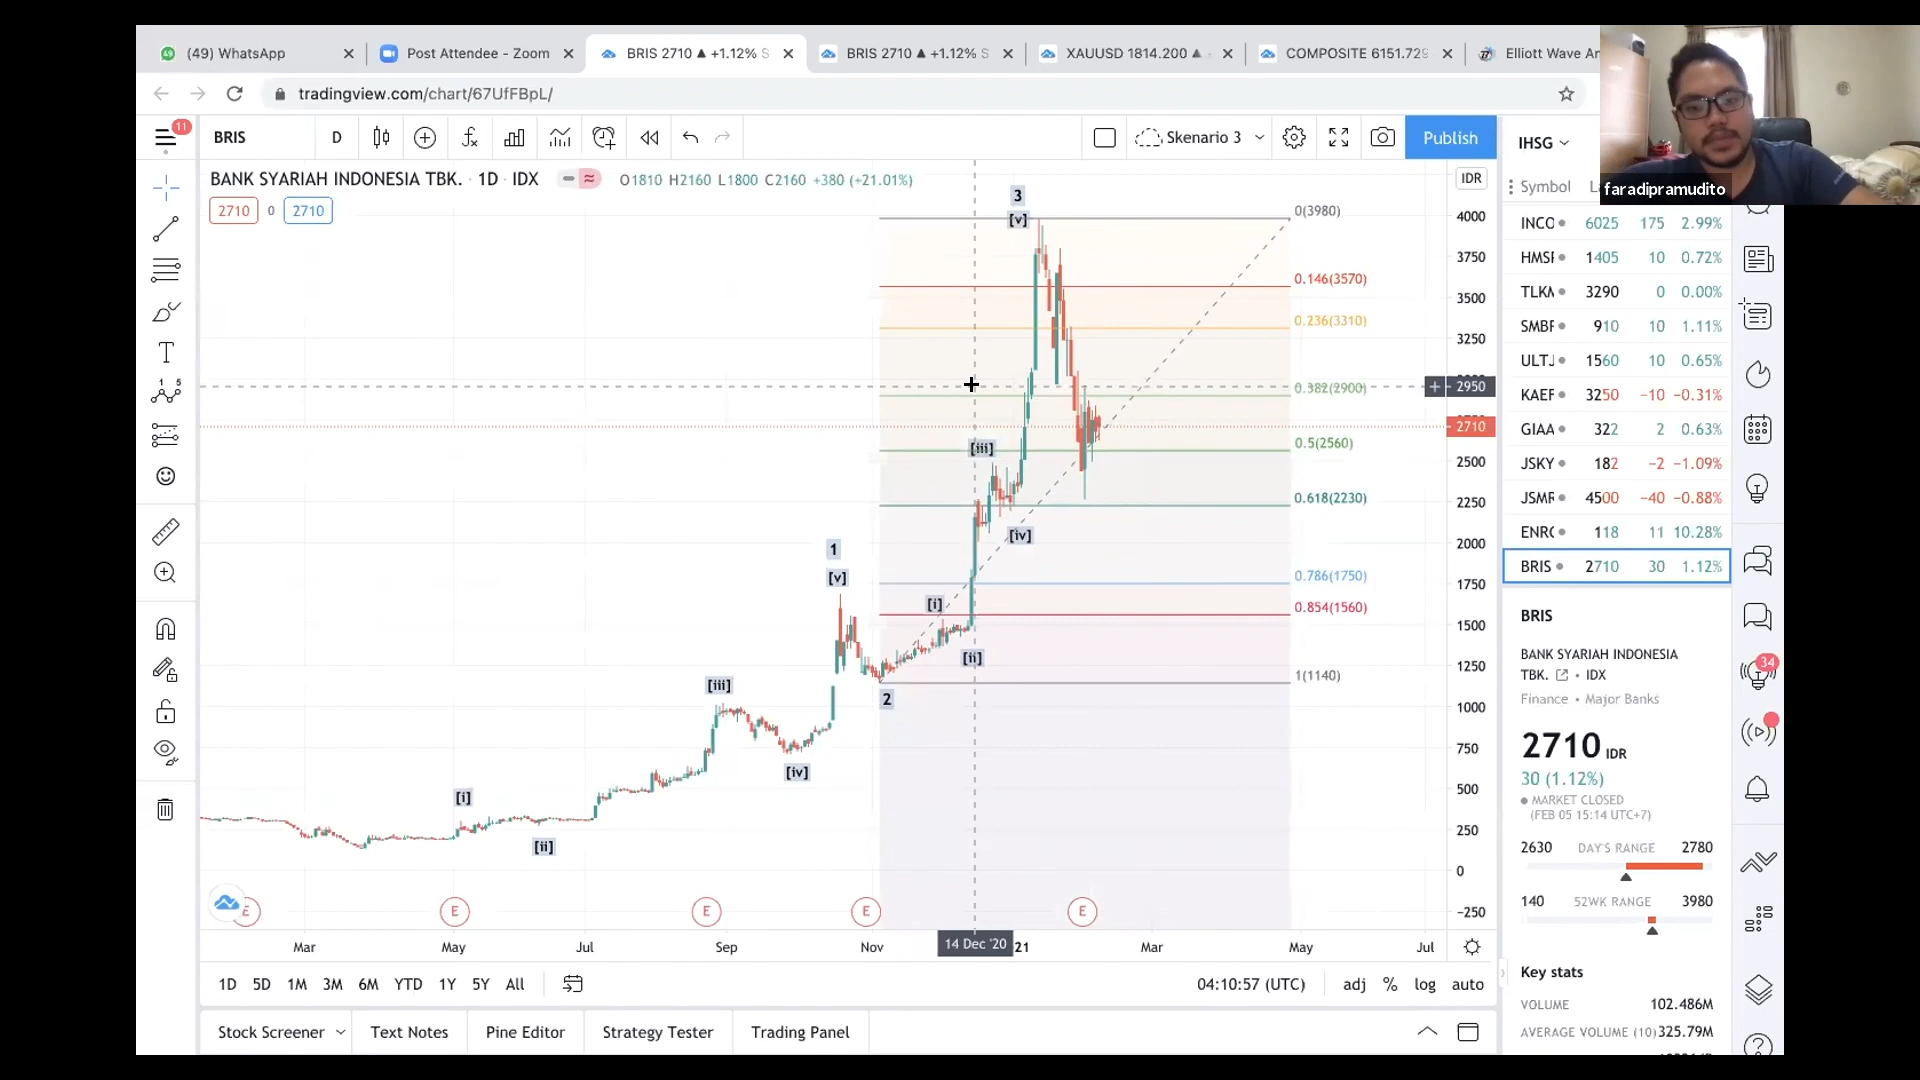 (49) WhatsApp
Post Attendee - Zoom
BRIS 2710 ▲ +1.12% S
BRIS 2710 ▲ +1.12% S
XAUUSD 1814.200 ▲
COMPOSITE 6151.729
Elliott Wave An
tradingview.com/chart/67UfFBpL/
11
BRIS
D
Skenario 3
Publish
IHSG
faradipramudito
BANK SYARIAH INDONESIA TBK. · 1D · IDX
O1810 H2160 L1800 C2160 +380 (+21.01%)
IDR
Symbol
2710 0 2710
3
[v]
0(3980)
0.146(3570)
0.236(3310)
0.382(2900)
0.5(2560)
0.618(2230)
0.786(1750)
0.854(1560)
1(1140)
[iii]
[iv]
1
[v]
[i]
[ii]
2
[iii]
[iv]
[i]
[ii]
4000
3750
3500
3250
2950
2710
2500
2250
2000
1750
1500
1250
1000
750
500
250
0
−250
E E E E E
Mar May Jul Sep Nov 14 Dec '20 21 Mar May Jul
INCO 6025 175 2.99%
1405 10 0.72%
3290 0 0.00%
910 10 1.11%
1560 10 0.65%
3250 −10 −0.31%
GIAA 322 2 0.63%
JSKY 182 −2 −1.09%
4500 −40 −0.88%
118 11 10.28%
BRIS 2710 30 1.12%
BRIS
BANK SYARIAH INDONESIA
TBK. • IDX
Finance • Major Banks
2710 IDR
30 (1.12%)
MARKET CLOSED
(FEB 05 15:14 UTC+7)
2630 DAY'S RANGE 2780
140 52WK RANGE 3980
Key stats
VOLUME 102.486M
AVERAGE VOLUME (10) 325.79M
34
1D 5D 1M 3M 6M YTD 1Y 5Y All
04:10:57 (UTC) adj % log auto
Stock Screener Text Notes Pine Editor Strategy Tester Trading Panel